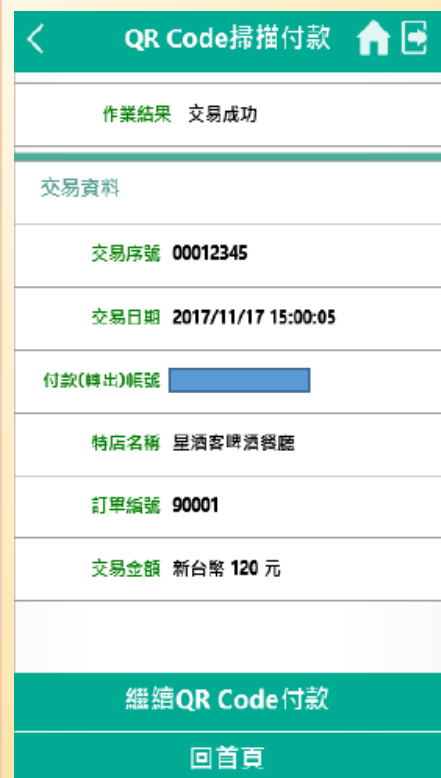 QR Code掃描付款
作業結果 交易成功
交易資料
交易序號 00012345
交易日期 2017/11/17 15:00:05
付款(轉出)帳號
特店名稱 星酒客啤酒餐廳
訂單編號 90001
交易金額 新台幣 120 元
繼續QR Code付款
回首頁